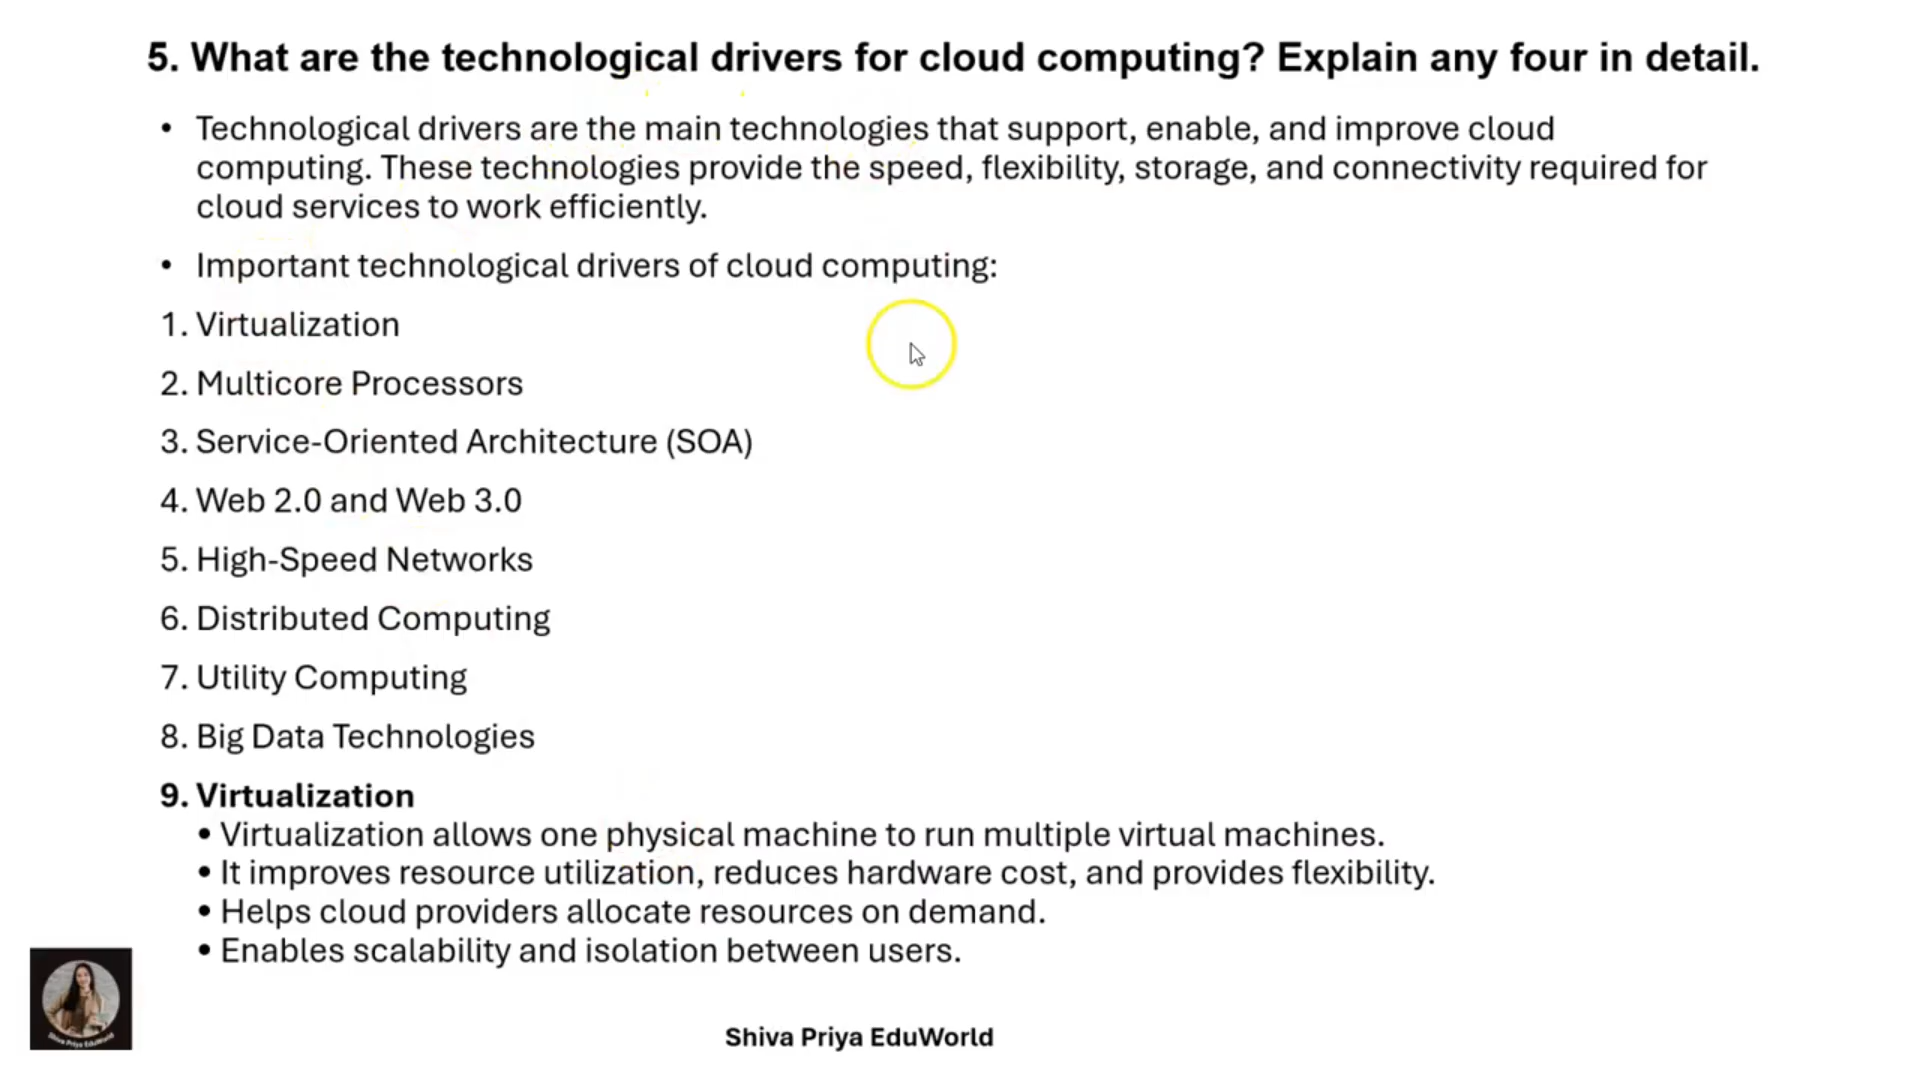 5. What are the technological drivers for cloud computing? Explain any four in detail.
• Technological drivers are the main technologies that support, enable, and improve cloud
computing. These technologies provide the speed, flexibility, storage, and connectivity required for
cloud services to work efficiently.
• Important technological drivers of cloud computing:
1. Virtualization
2. Multicore Processors
3. Service-Oriented Architecture (SOA)
4. Web 2.0 and Web 3.0
5. High-Speed Networks
6. Distributed Computing
7. Utility Computing
8. Big Data Technologies
9. Virtualization
• Virtualization allows one physical machine to run multiple virtual machines.
• It improves resource utilization, reduces hardware cost, and provides flexibility.
• Helps cloud providers allocate resources on demand.
• Enables scalability and isolation between users.
Shiva Priya EduWorld
Shiva Priya EduWorld